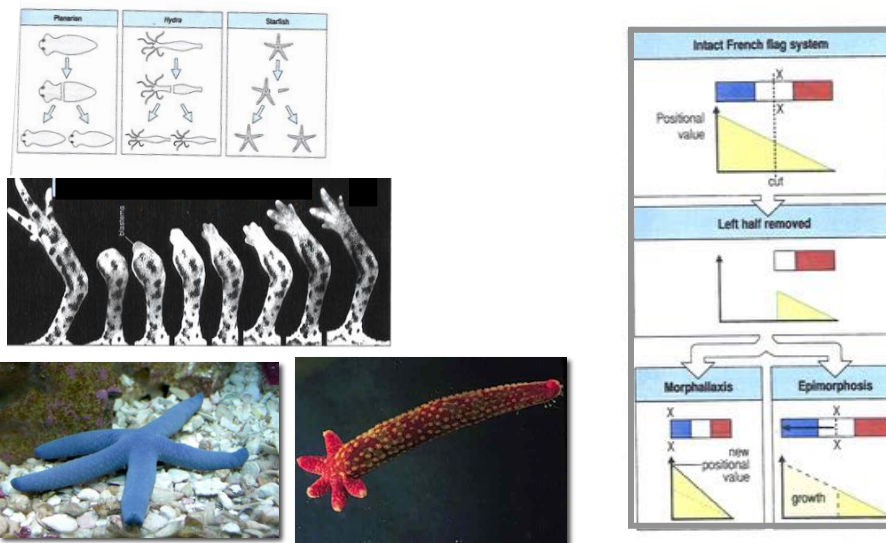 Planarian
Hydra
Starfish
blastema
Intact French flag system
X
X
Positional
value
cut
Left half removed
Morphallaxis
X
X
new
positional
value
Epimorphosis
X
X
growth